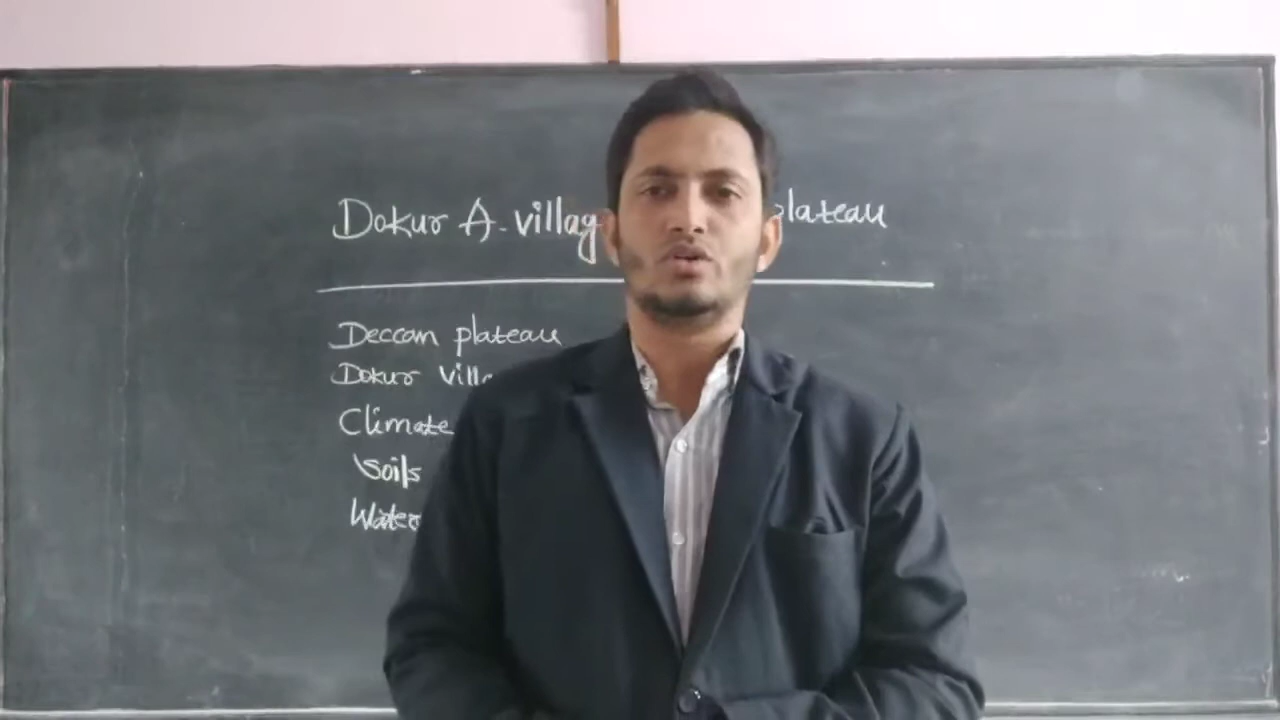 Dokur A. villag plateau
Deccan plateau
Dokur Villa
Climate
Soils
Water